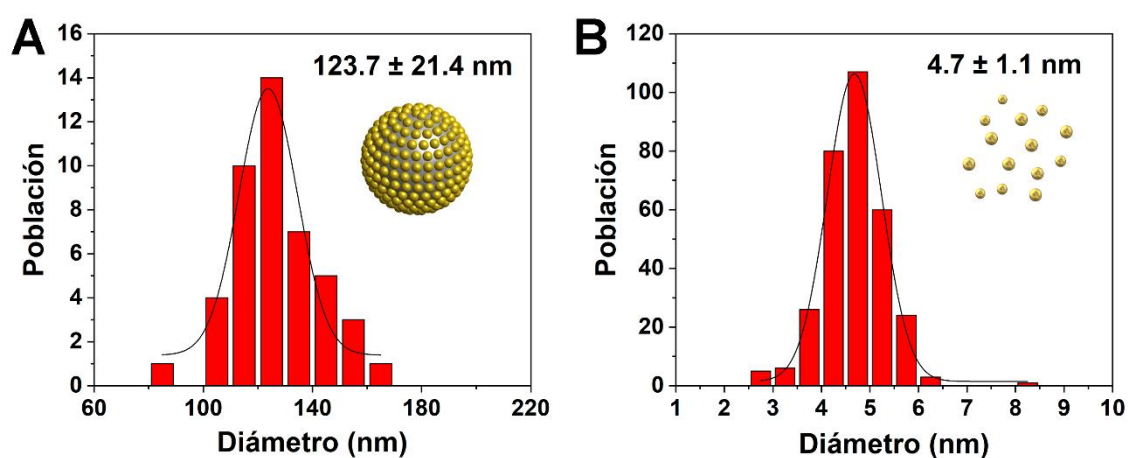 A
123.7 ± 21.4 nm
Población
16
14
12
10
8
6
4
2
0
60 100 140 180 220
Diámetro (nm)
B
4.7 ± 1.1 nm
Población
120
100
80
60
40
20
0
1 2 3 4 5 6 7 8 9 10
Diámetro (nm)